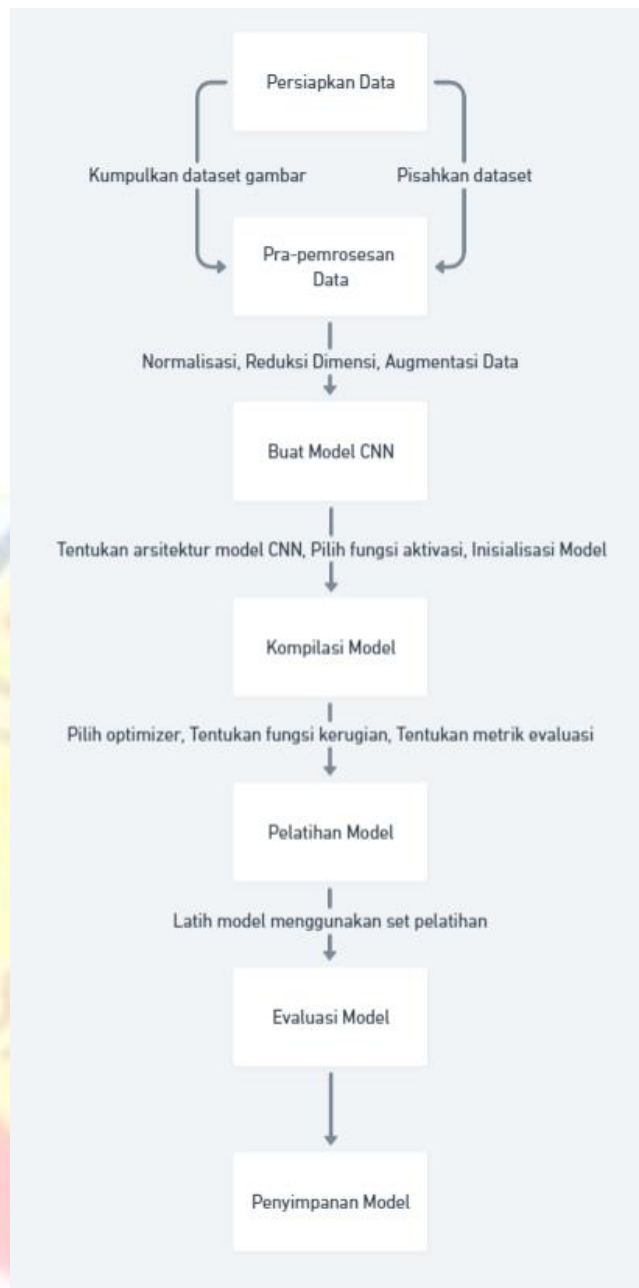 Persiapkan Data
Kumpulkan dataset gambar
Pisahkan dataset
Pra-pemrosesan
Data
Normalisasi, Reduksi Dimensi, Augmentasi Data
Buat Model CNN
Tentukan arsitektur model CNN, Pilih fungsi aktivasi, Inisialisasi Model
Kompilasi Model
Pilih optimizer, Tentukan fungsi kerugian, Tentukan metrik evaluasi
Pelatihan Model
Latih model menggunakan set pelatihan
Evaluasi Model
Penyimpanan Model